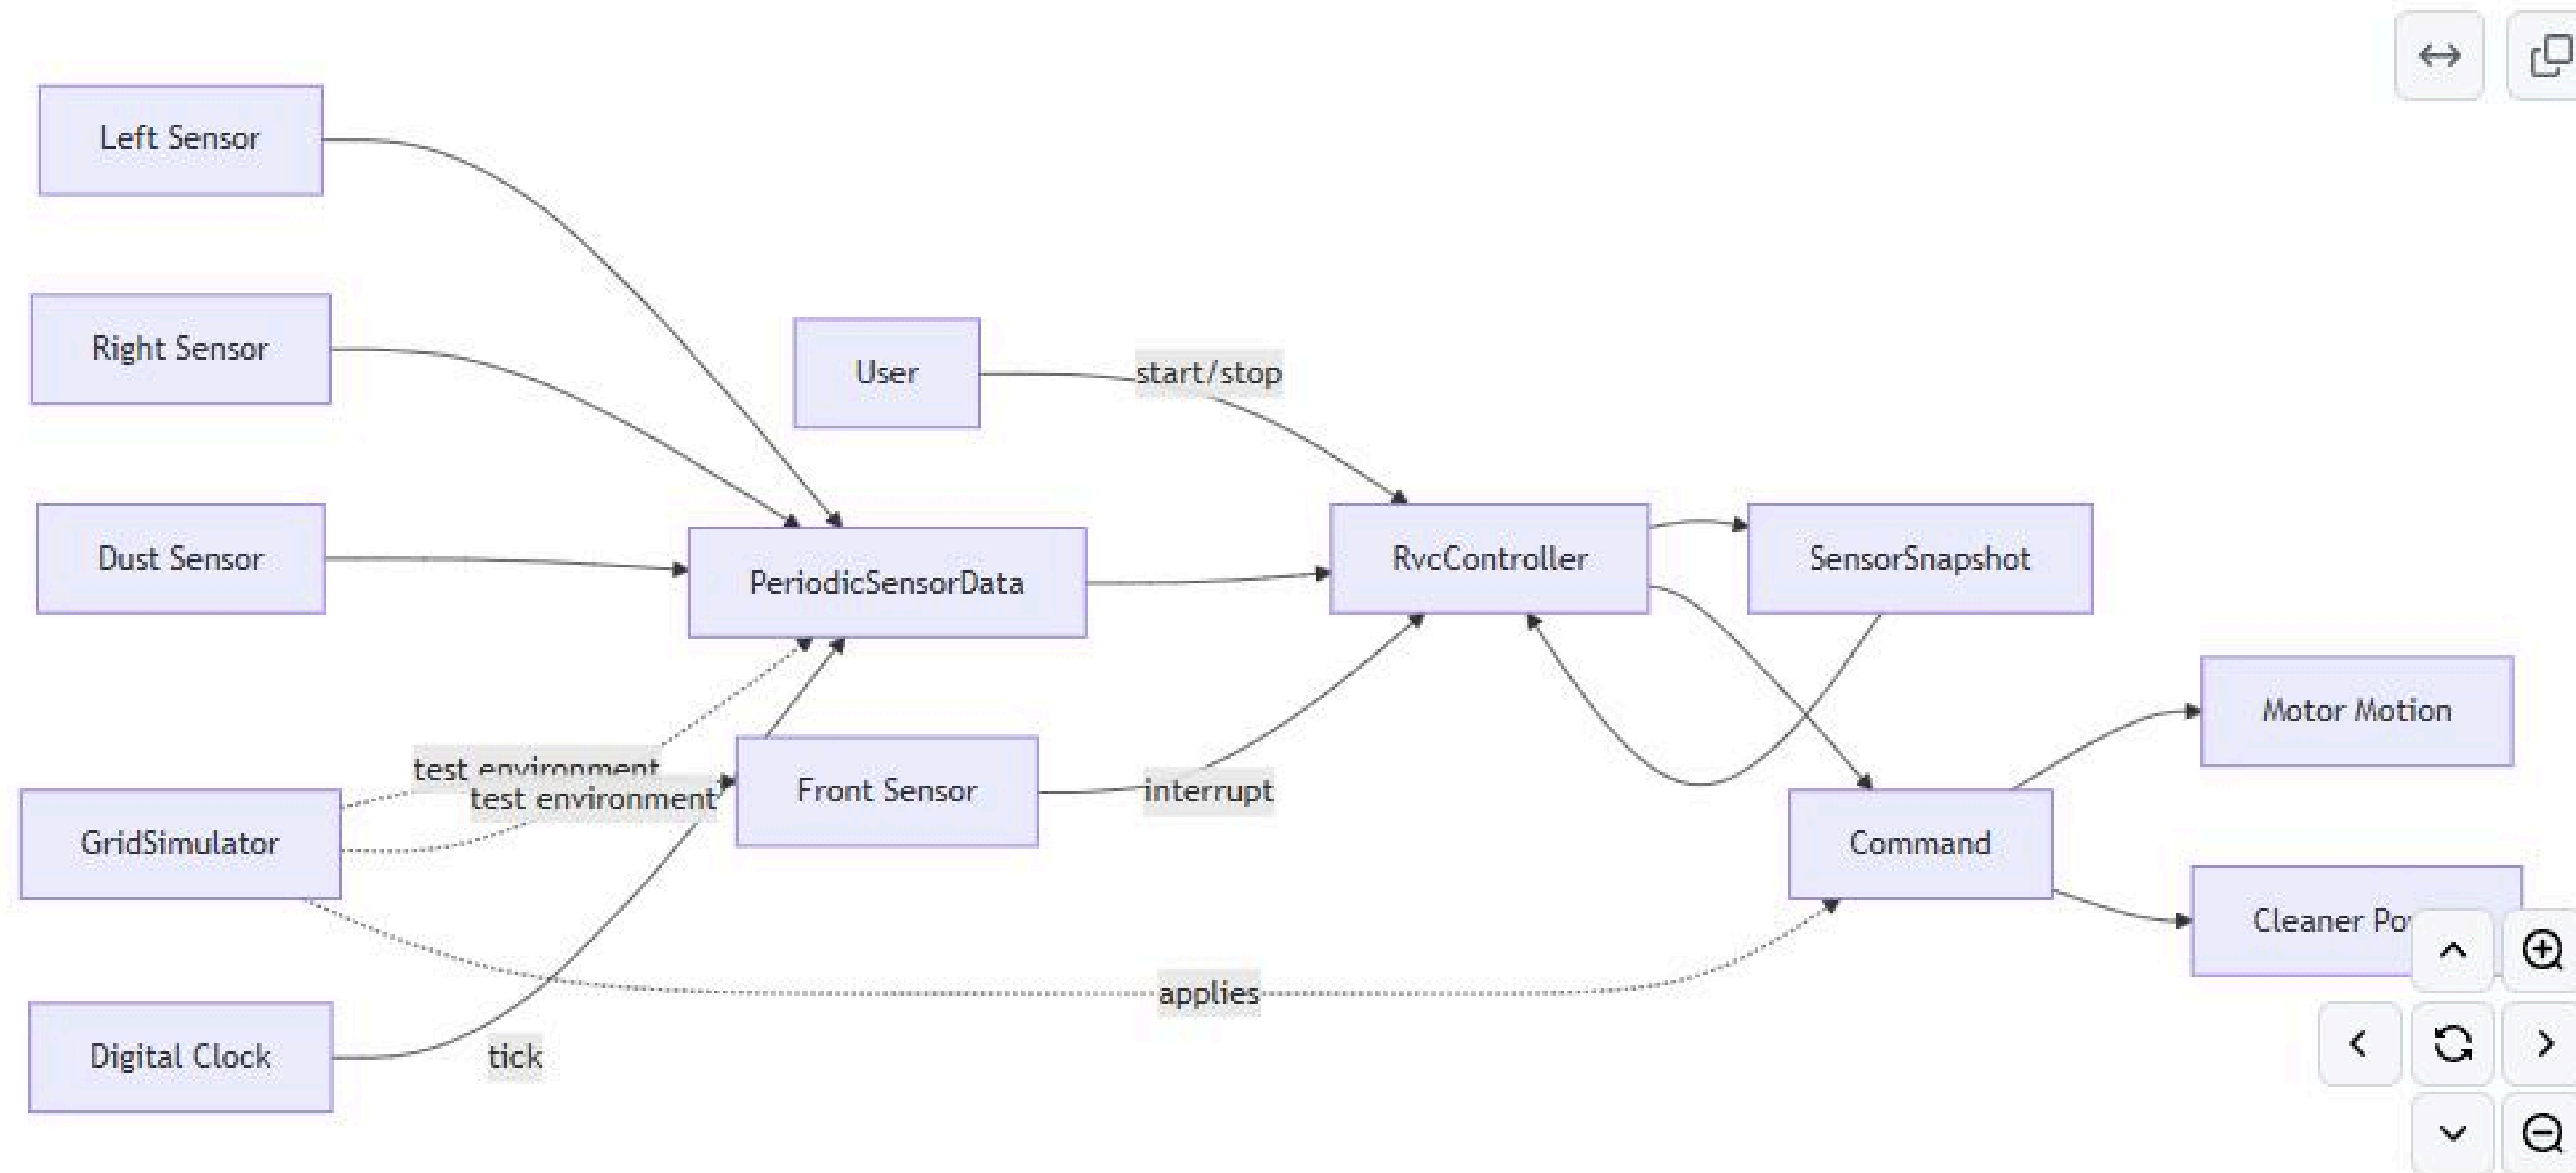 Left Sensor
Right Sensor
User
start/stop
Dust Sensor
PeriodicSensorData
RvcController
SensorSnapshot
Motor Motion
test environment
test environment
Front Sensor
interrupt
GridSimulator
Command
Cleaner
applies
Digital Clock
tick